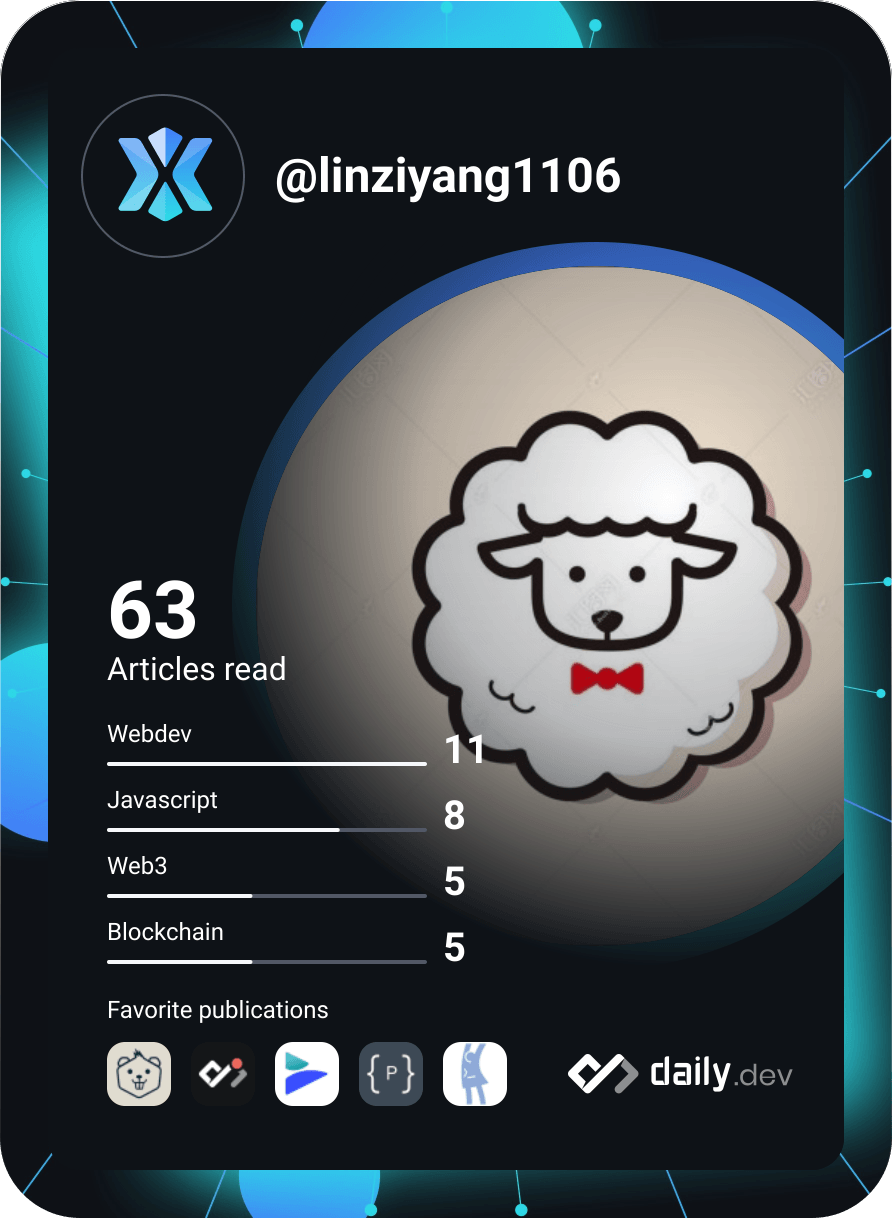 @linziyang1106
63
Articles read
Webdev
11
Javascript
8
Web3
5
Blockchain
5
Favorite publications
{P}
daily.dev